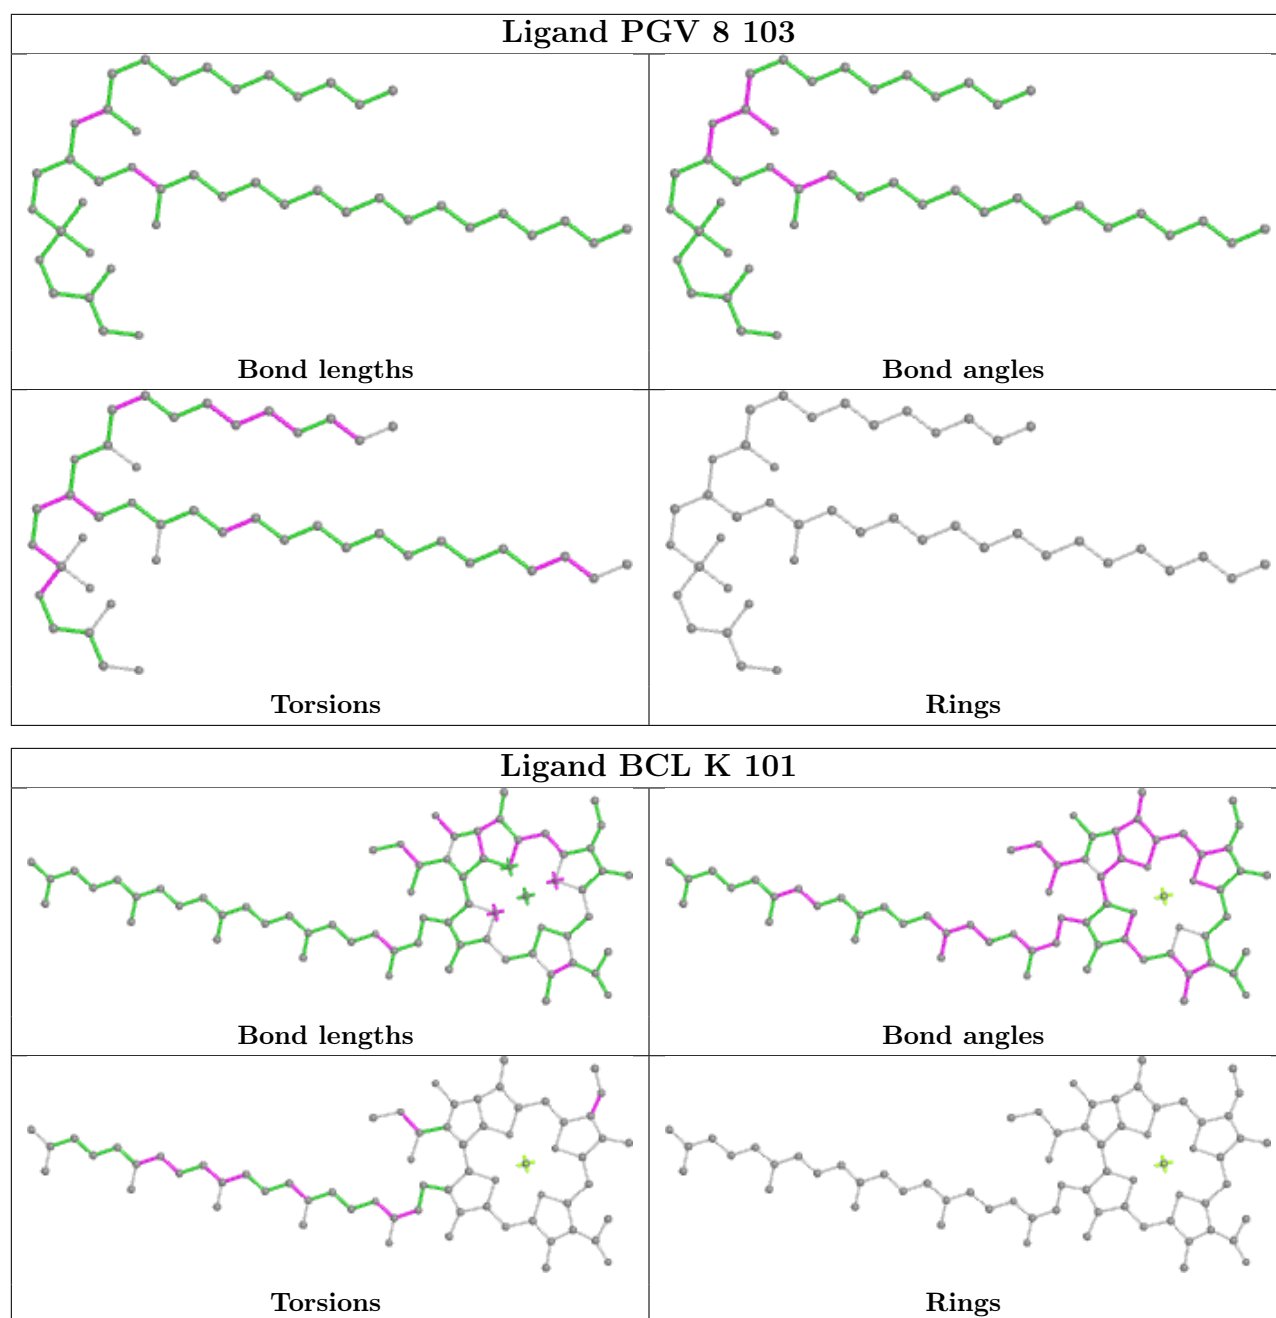 Ligand PGV 8 103
Bond lengths
Bond angles
Torsions
Rings
Ligand BCL K 101
Bond lengths
Bond angles
Torsions
Rings